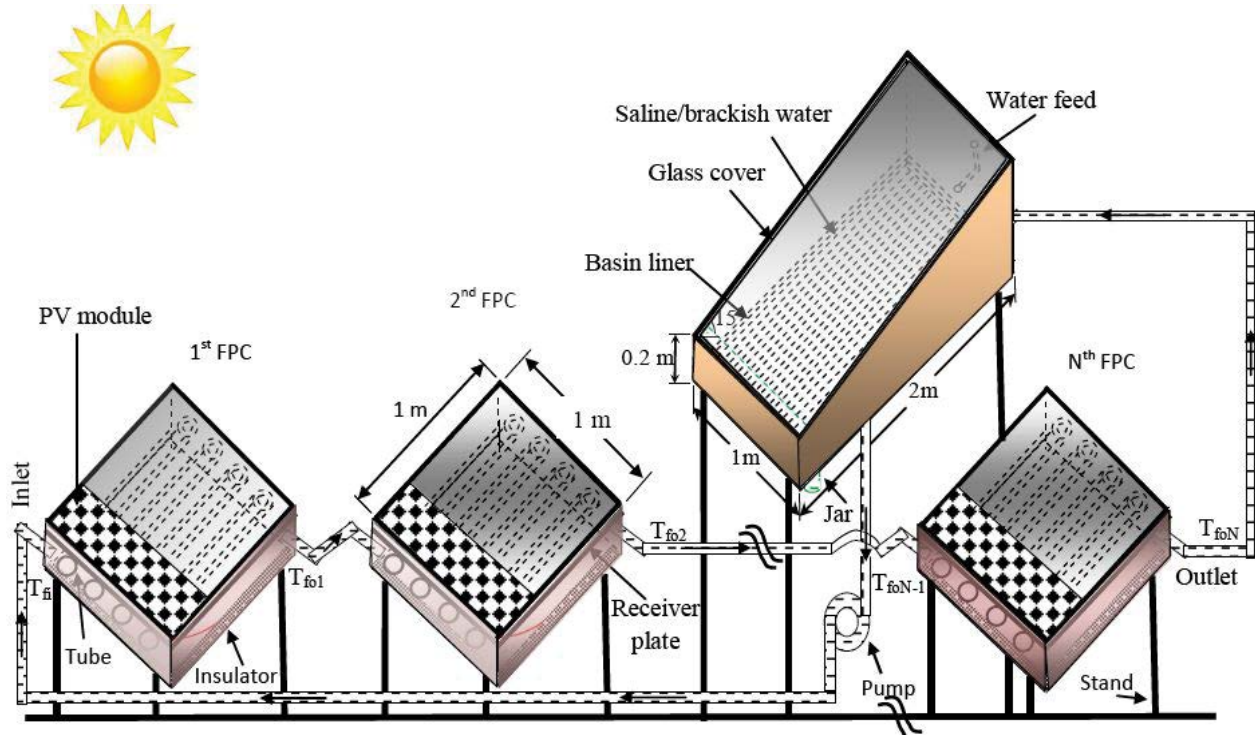 Water feed
Saline/brackish water
Glass cover
Basin liner
2nd FPC
PV module
1st FPC
15°
0.2 m
Nth FPC
1 m
1 m
2m
1m
Inlet
Jar
Tfo2
TfoN
Tfi
Tfo1
TfoN-1
Outlet
Receiver
plate
Tube
Insulator
Pump
Stand